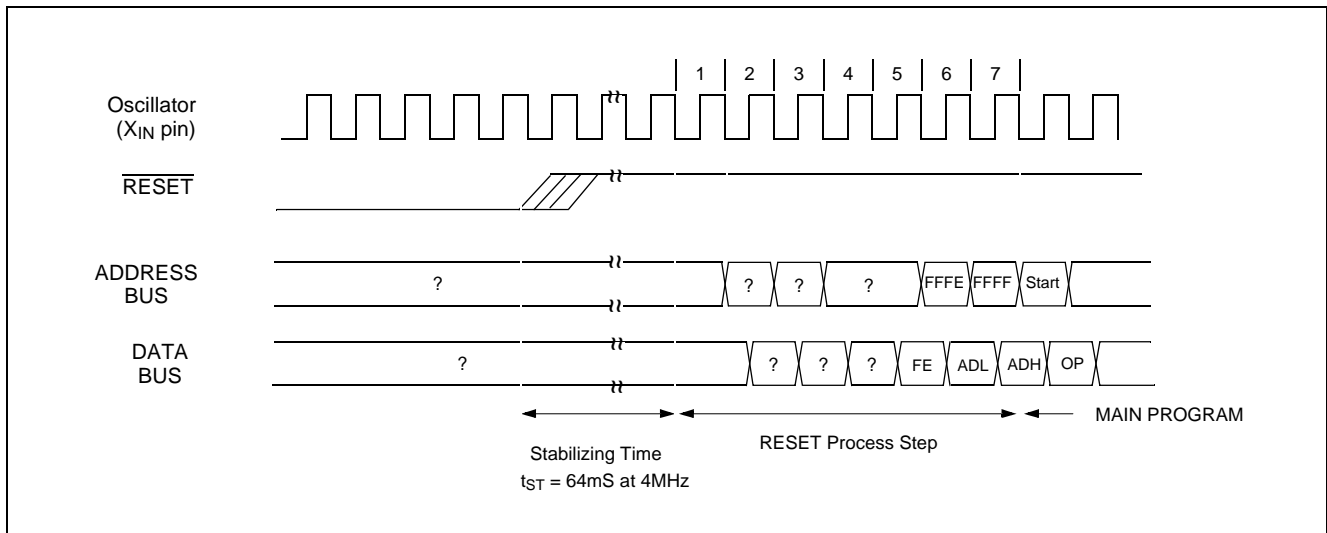 1 2 3 4 5 6 7
Oscillator
(XIN pin)
RESET
ADDRESS
BUS
? ? ? ? FFFE FFFF Start
DATA
BUS
? ? ? ? FE ADL ADH OP
MAIN PROGRAM
Stabilizing Time
tST = 64mS at 4MHz
RESET Process Step